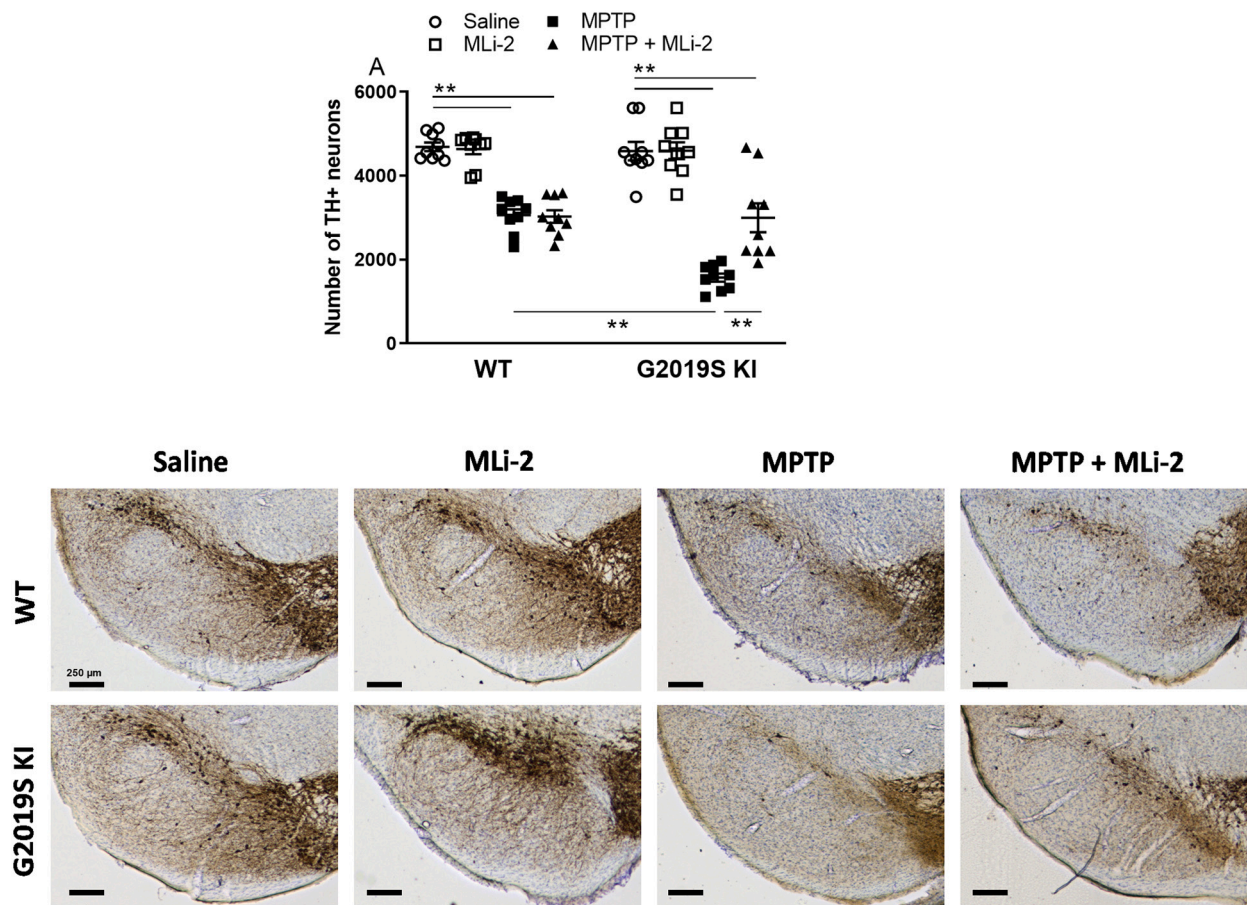 Saline MPTP
MLi-2 MPTP + MLi-2
A
** **
6000
4000
2000
0
Number of TH+ neurons
** **
WT G2019S KI
Saline MLi-2 MPTP MPTP + MLi-2
WT
250 µm
G2019S KI